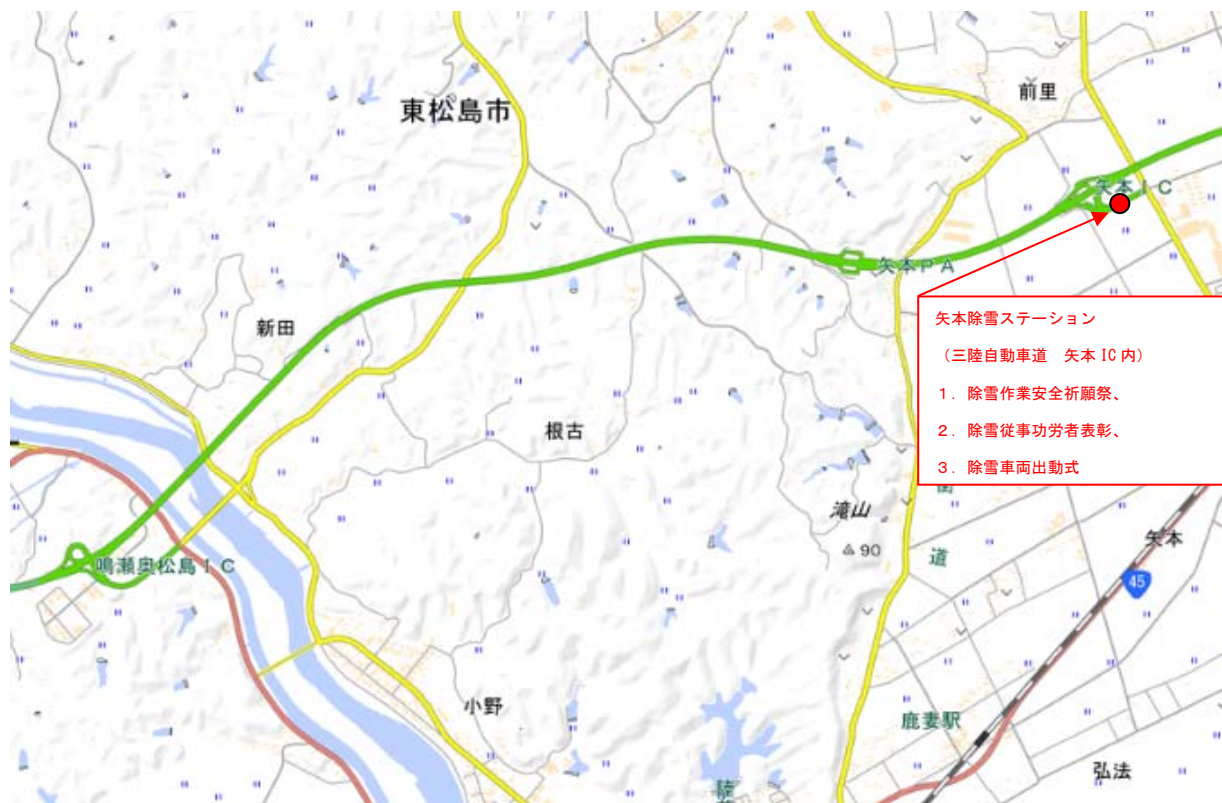 東松島市
前里
矢本IC
矢本PA
新田
矢本除雪ステーション
(三陸自動車道 矢本IC内)
1. 除雪作業安全祈願祭、
2. 除雪従事功労者表彰、
3. 除雪車両出動式
根古
滝山
90
道
矢本
45
鳴瀬奥松島IC
小野
鹿妻駅
弘法